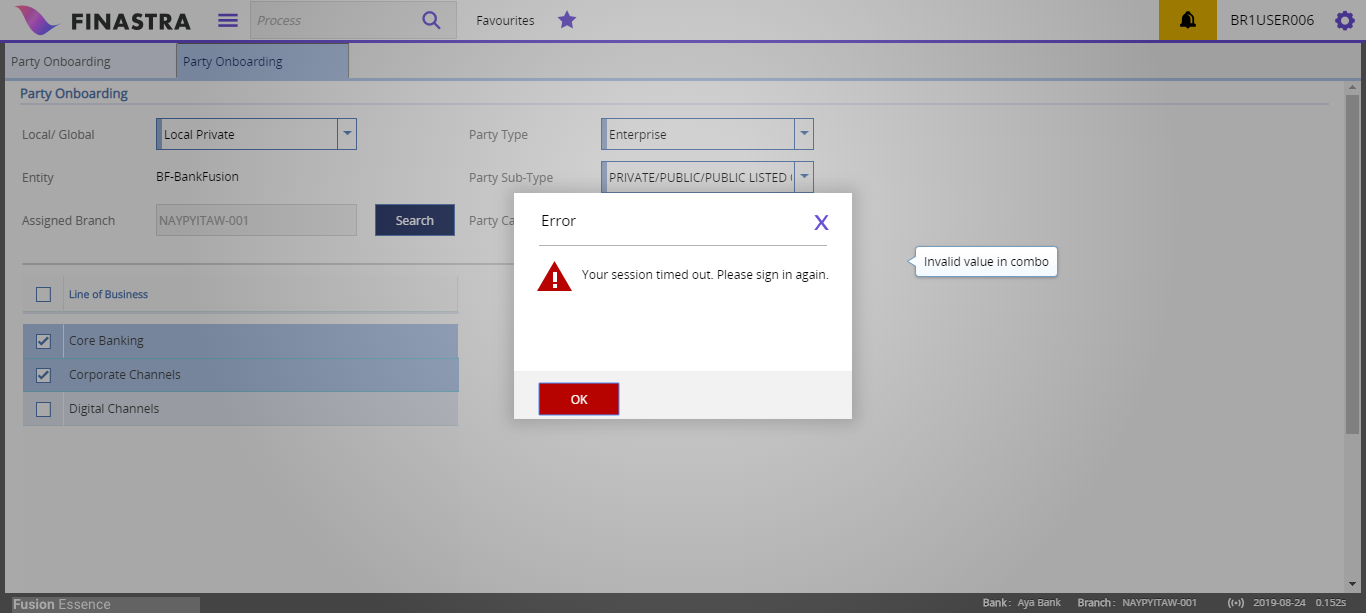 FINASTRA
Process
Favourites
BR1USER006
Party Onboarding
Party Onboarding
Party Onboarding
Local/ Global
Local Private
Party Type
Enterprise
Entity
BF-BankFusion
Party Sub-Type
PRIVATE/PUBLIC/PUBLIC LISTED
Assigned Branch
NAYPYITAW-001
Search
Party Ca
Error
X
Your session timed out. Please sign in again.
OK
Invalid value in combo
Line of Business
Core Banking
Corporate Channels
Digital Channels
Fusion Essence
Bank : Aya Bank Branch : NAYPYITAW-001 2019-08-24 0.152s